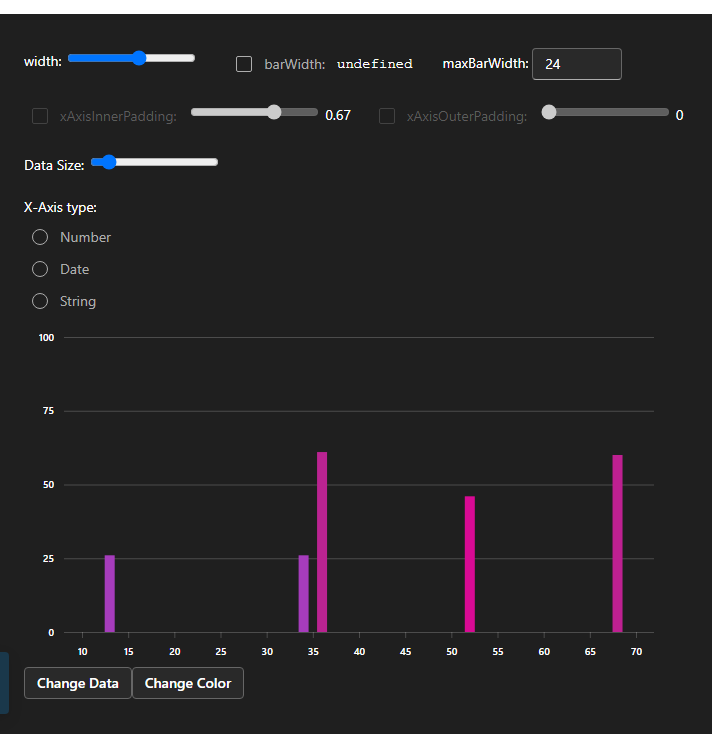 width: barWidth: undefined maxBarWidth: 24
xAxisInnerPadding: 0.67 xAxisOuterPadding: 0
Data Size:
X-Axis type:
Number
Date
String
100
75
50
25
0
10 15 20 25 30 35 40 45 50 55 60 65 70
Change Data Change Color